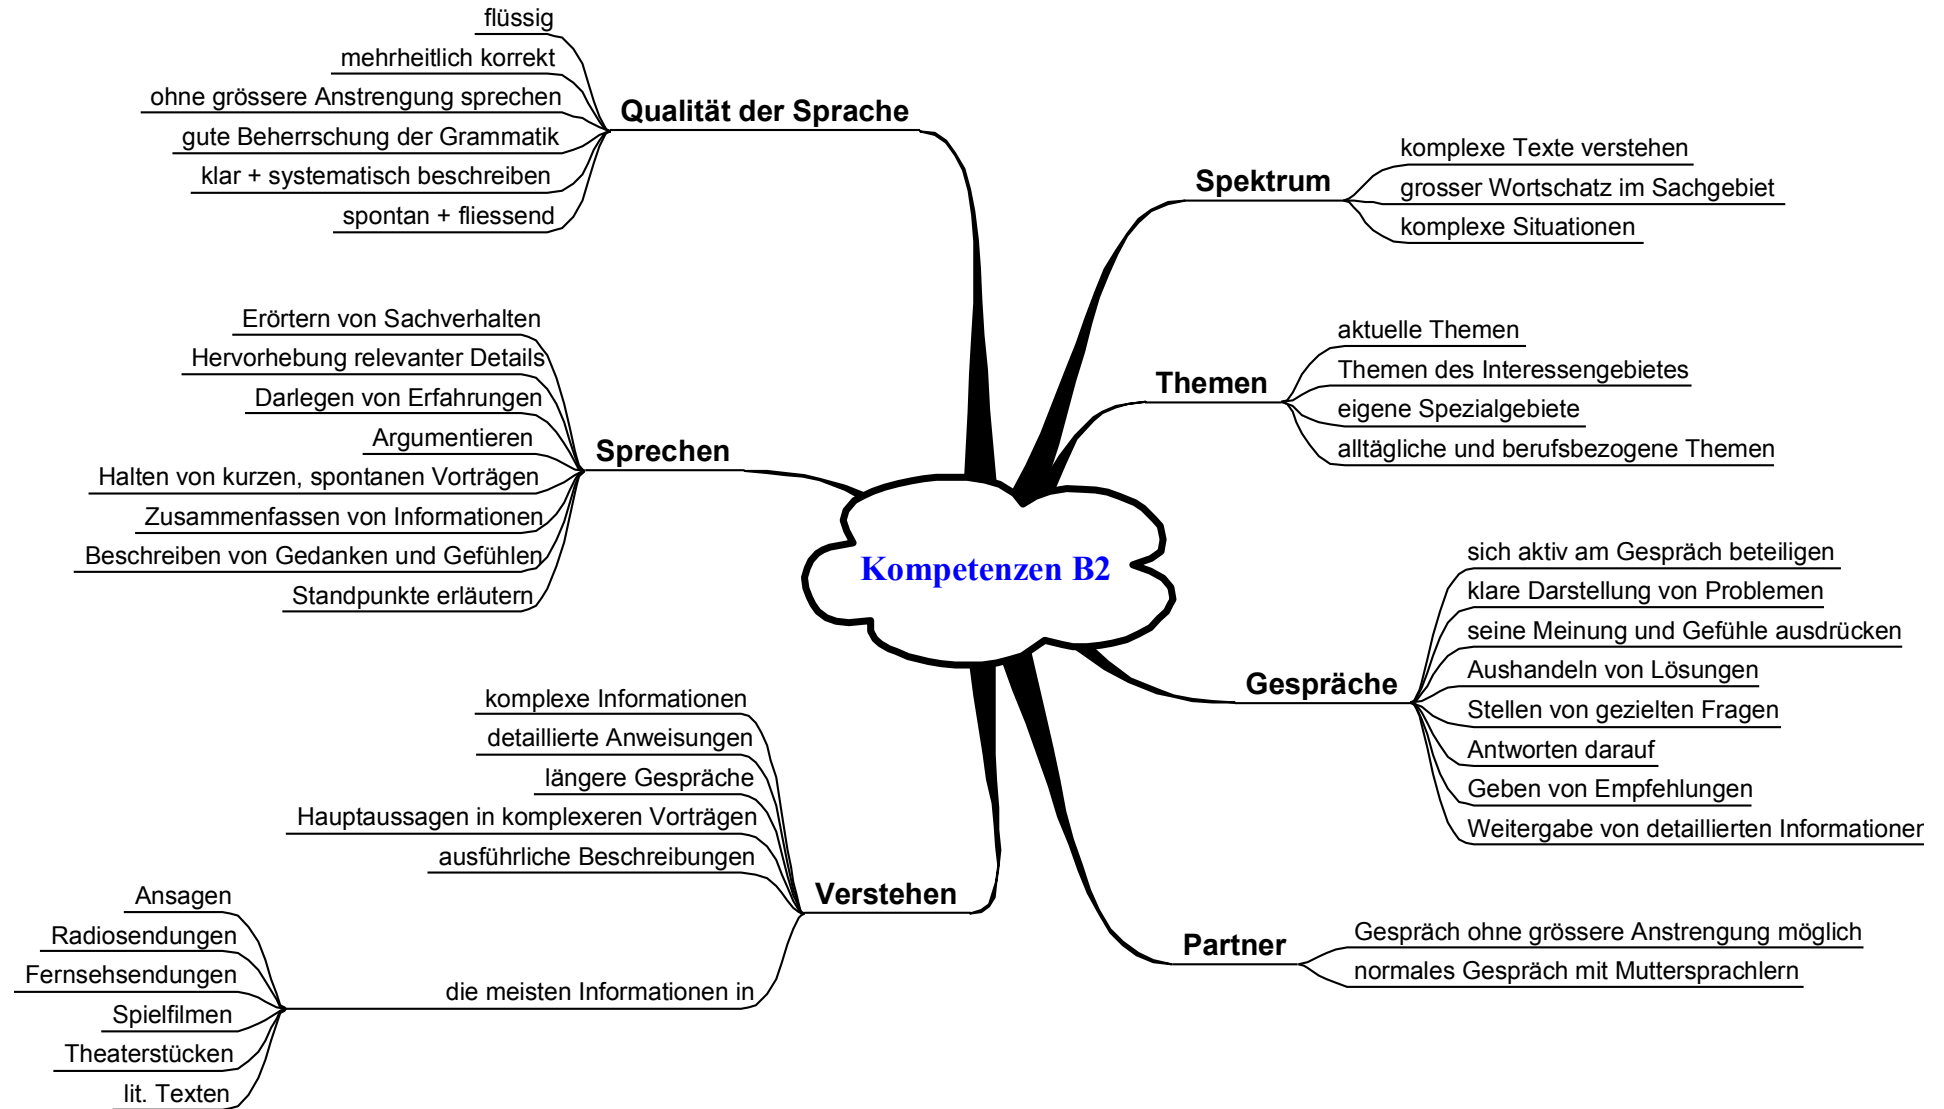 Kompetenzen B2
Qualität der Sprache
flüssig
mehrheitlich korrekt
ohne grössere Anstrengung sprechen
gute Beherrschung der Grammatik
klar + systematisch beschreiben
spontan + fliessend
Sprechen
Erörtern von Sachverhalten
Hervorhebung relevanter Details
Darlegen von Erfahrungen
Argumentieren
Halten von kurzen, spontanen Vorträgen
Zusammenfassen von Informationen
Beschreiben von Gedanken und Gefühlen
Standpunkte erläutern
Verstehen
komplexe Informationen
detaillierte Anweisungen
längere Gespräche
Hauptaussagen in komplexeren Vorträgen
ausführliche Beschreibungen
die meisten Informationen in
Ansagen
Radiosendungen
Fernsehsendungen
Spielfilmen
Theaterstücken
lit. Texten
Spektrum
komplexe Texte verstehen
grosser Wortschatz im Sachgebiet
komplexe Situationen
Themen
aktuelle Themen
Themen des Interessengebietes
eigene Spezialgebiete
alltägliche und berufsbezogene Themen
Gespräche
sich aktiv am Gespräch beteiligen
klare Darstellung von Problemen
seine Meinung und Gefühle ausdrücken
Aushandeln von Lösungen
Stellen von gezielten Fragen
Antworten darauf
Geben von Empfehlungen
Weitergabe von detaillierten Informationen
Partner
Gespräch ohne grössere Anstrengung möglich
normales Gespräch mit Muttersprachlern